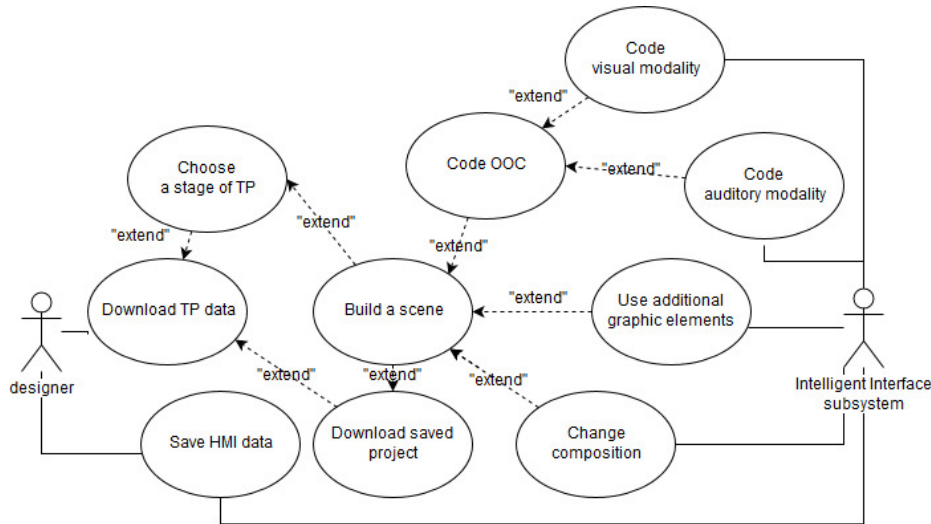 Code
visual modality
"extend"
Choose
a stage of TP
Code OOC
"extend"
Code
auditory modality
"extend"
"extend"
"extend"
Download TP data
Build a scene
"extend"
Use additional
graphic elements
designer
"extend"
"extend"
"extend"
Intelligent Interface
subsystem
Save HMI data
Download saved
project
Change
composition